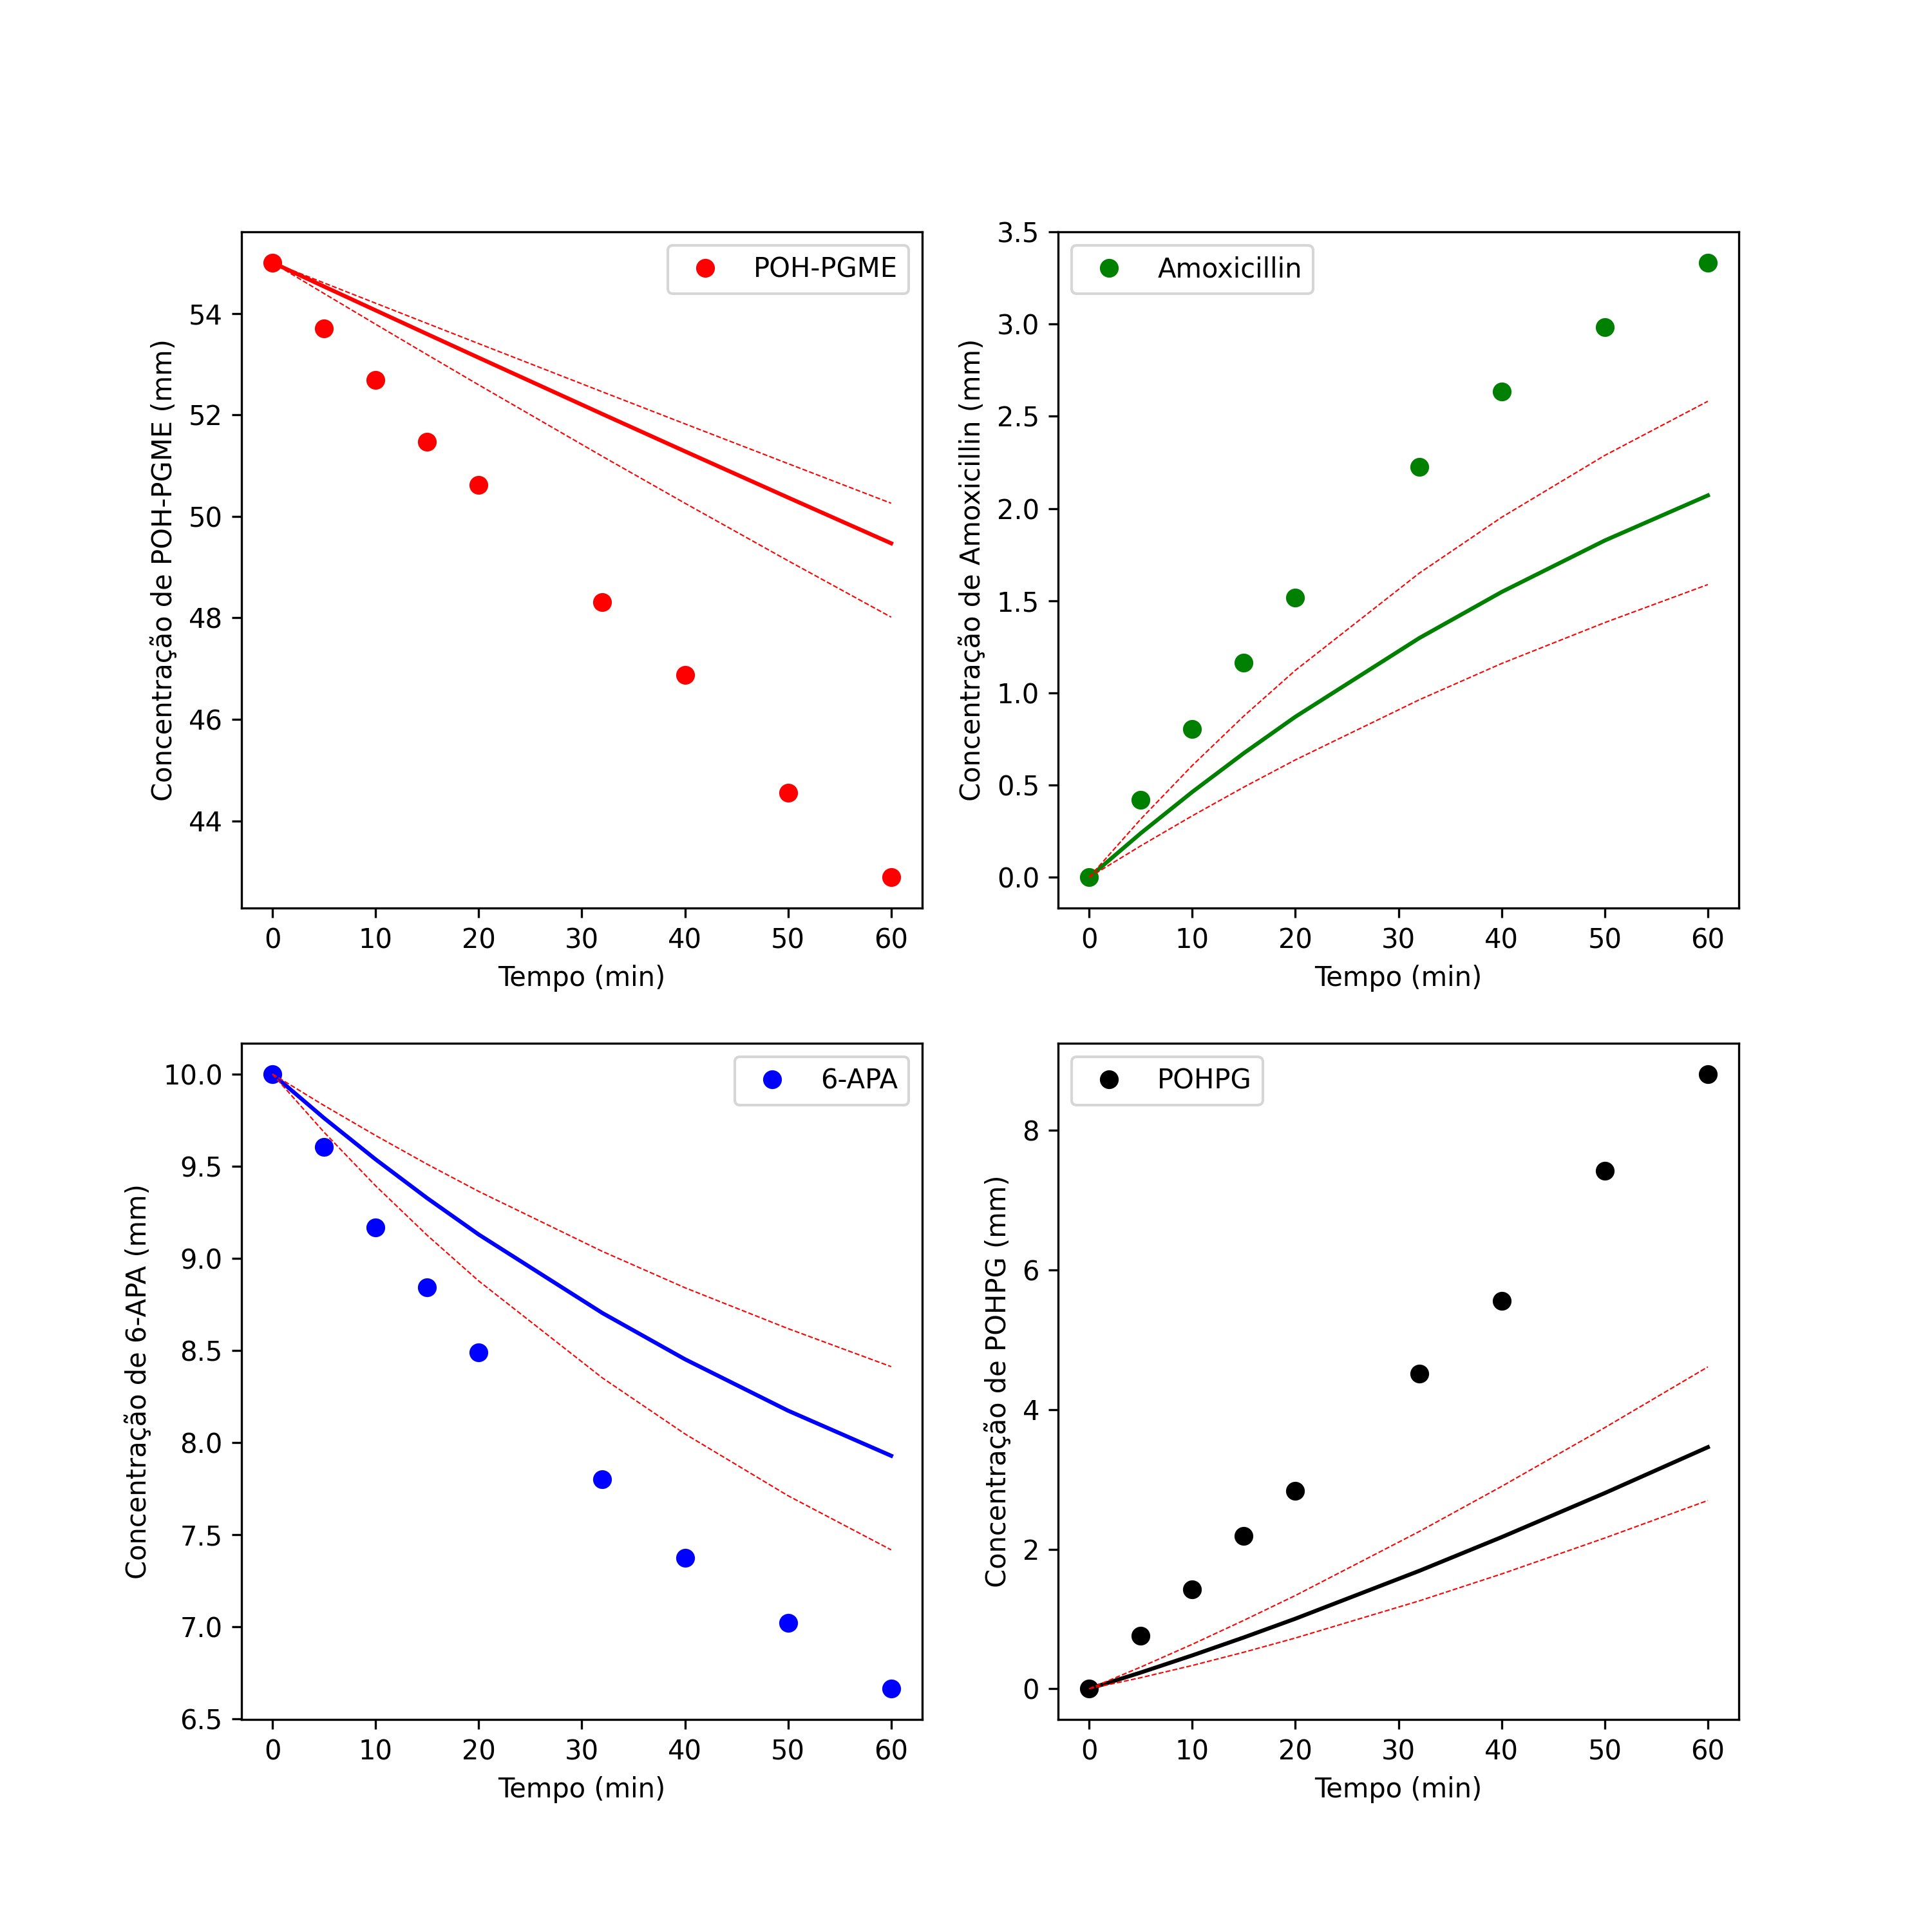 POH-PGME
Concentração de POH-PGME (mm)
54
52
50
48
46
44
0 10 20 30 40 50 60
Tempo (min)
Amoxicillin
Concentração de Amoxicillin (mm)
3.5
3.0
2.5
2.0
1.5
1.0
0.5
0.0
0 10 20 30 40 50 60
Tempo (min)
6-APA
Concentração de 6-APA (mm)
10.0
9.5
9.0
8.5
8.0
7.5
7.0
6.5
0 10 20 30 40 50 60
Tempo (min)
POHPG
Concentração de POHPG (mm)
8
6
4
2
0
0 10 20 30 40 50 60
Tempo (min)